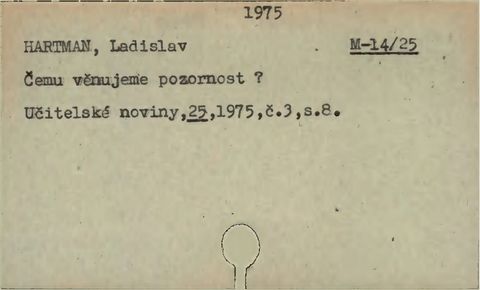 1975
HARTMAN, Ladislav M-14/25
Čemu věnujeme pozornost ?
Učitelské noviny,25,1975,č.3,s.8.